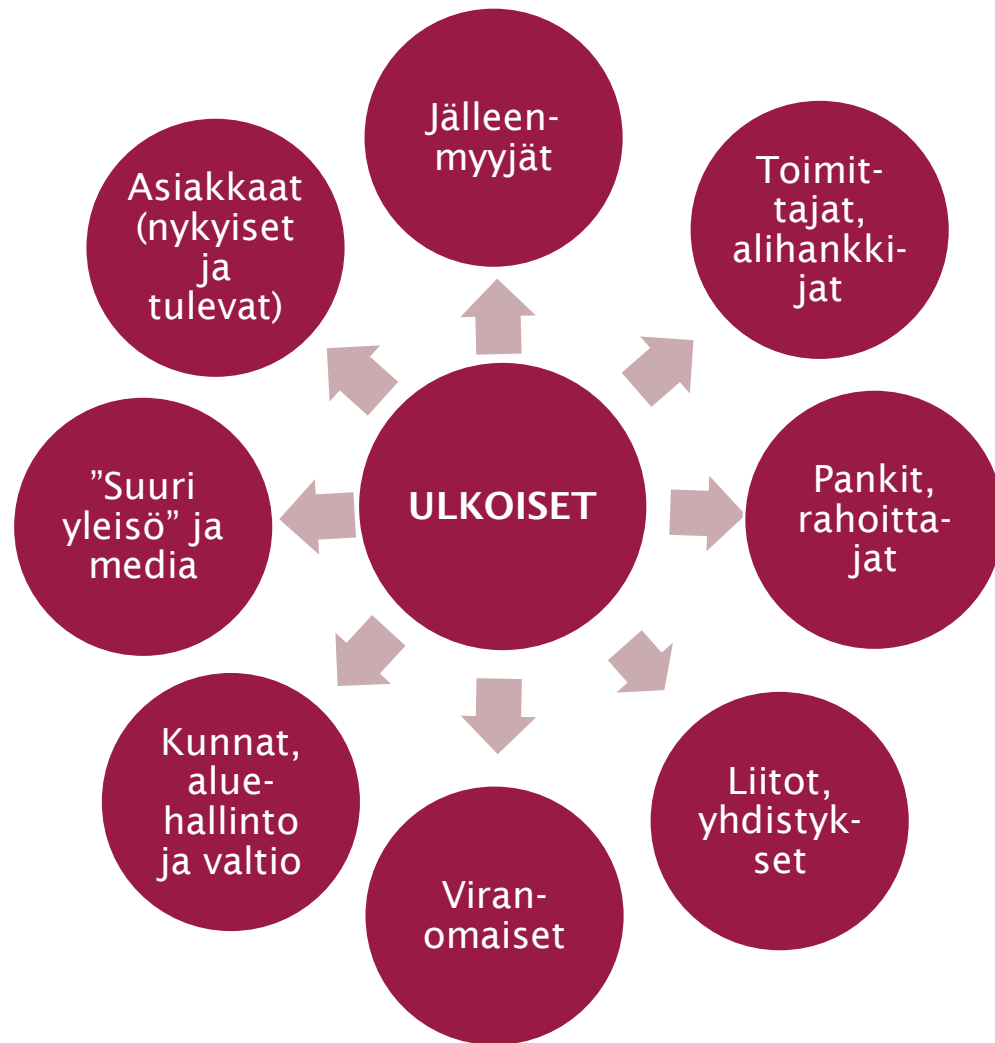 Jälleen-
myyjät
Toimit-
tajat,
alihankki-
jat
Pankit,
rahoitta-
jat
Liitot,
yhdistyk-
set
Viran-
omaiset
Kunnat,
alue-
hallinto
ja valtio
”Suuri
yleisö” ja
media
Asiakkaat
(nykyiset
ja
tulevat)
ULKOISET